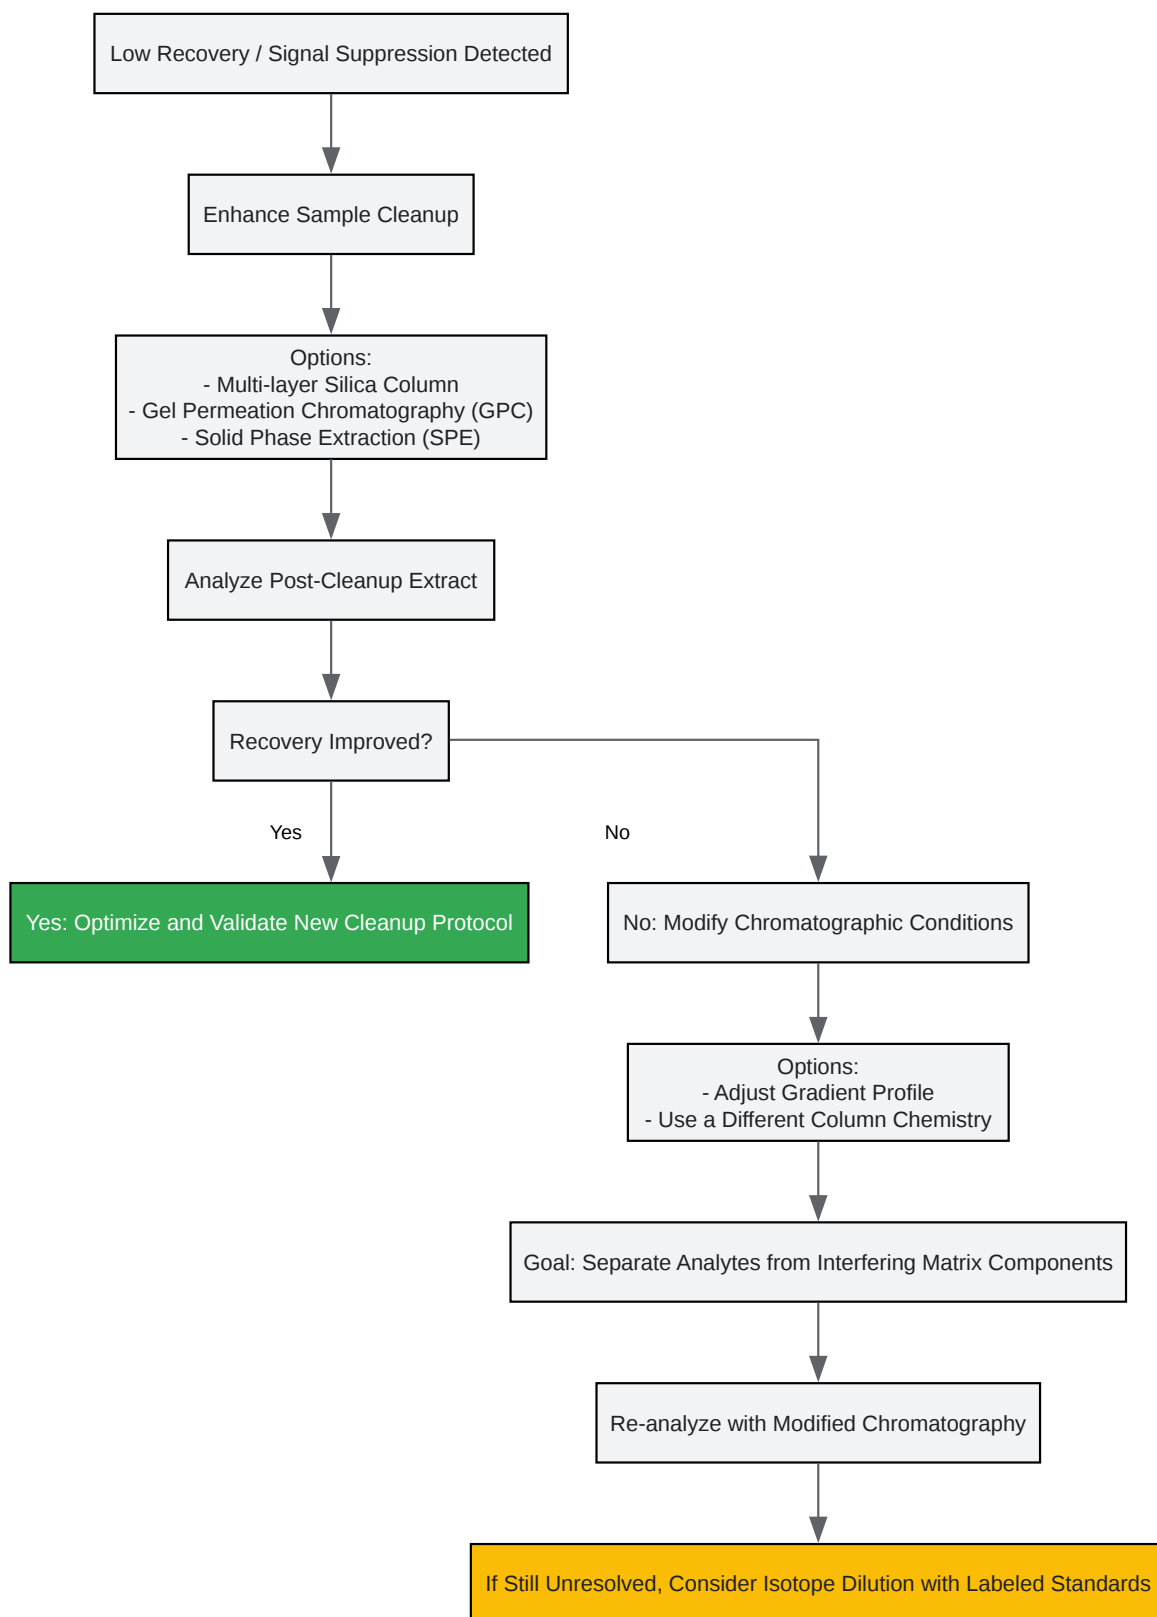 Low Recovery / Signal Suppression Detected
Enhance Sample Cleanup
Options:
- Multi-layer Silica Column
- Gel Permeation Chromatography (GPC)
- Solid Phase Extraction (SPE)
Analyze Post-Cleanup Extract
Recovery Improved?
Yes
No
Yes: Optimize and Validate New Cleanup Protocol
No: Modify Chromatographic Conditions
Options:
- Adjust Gradient Profile
- Use a Different Column Chemistry
Goal: Separate Analytes from Interfering Matrix Components
Re-analyze with Modified Chromatography
If Still Unresolved, Consider Isotope Dilution with Labeled Standards